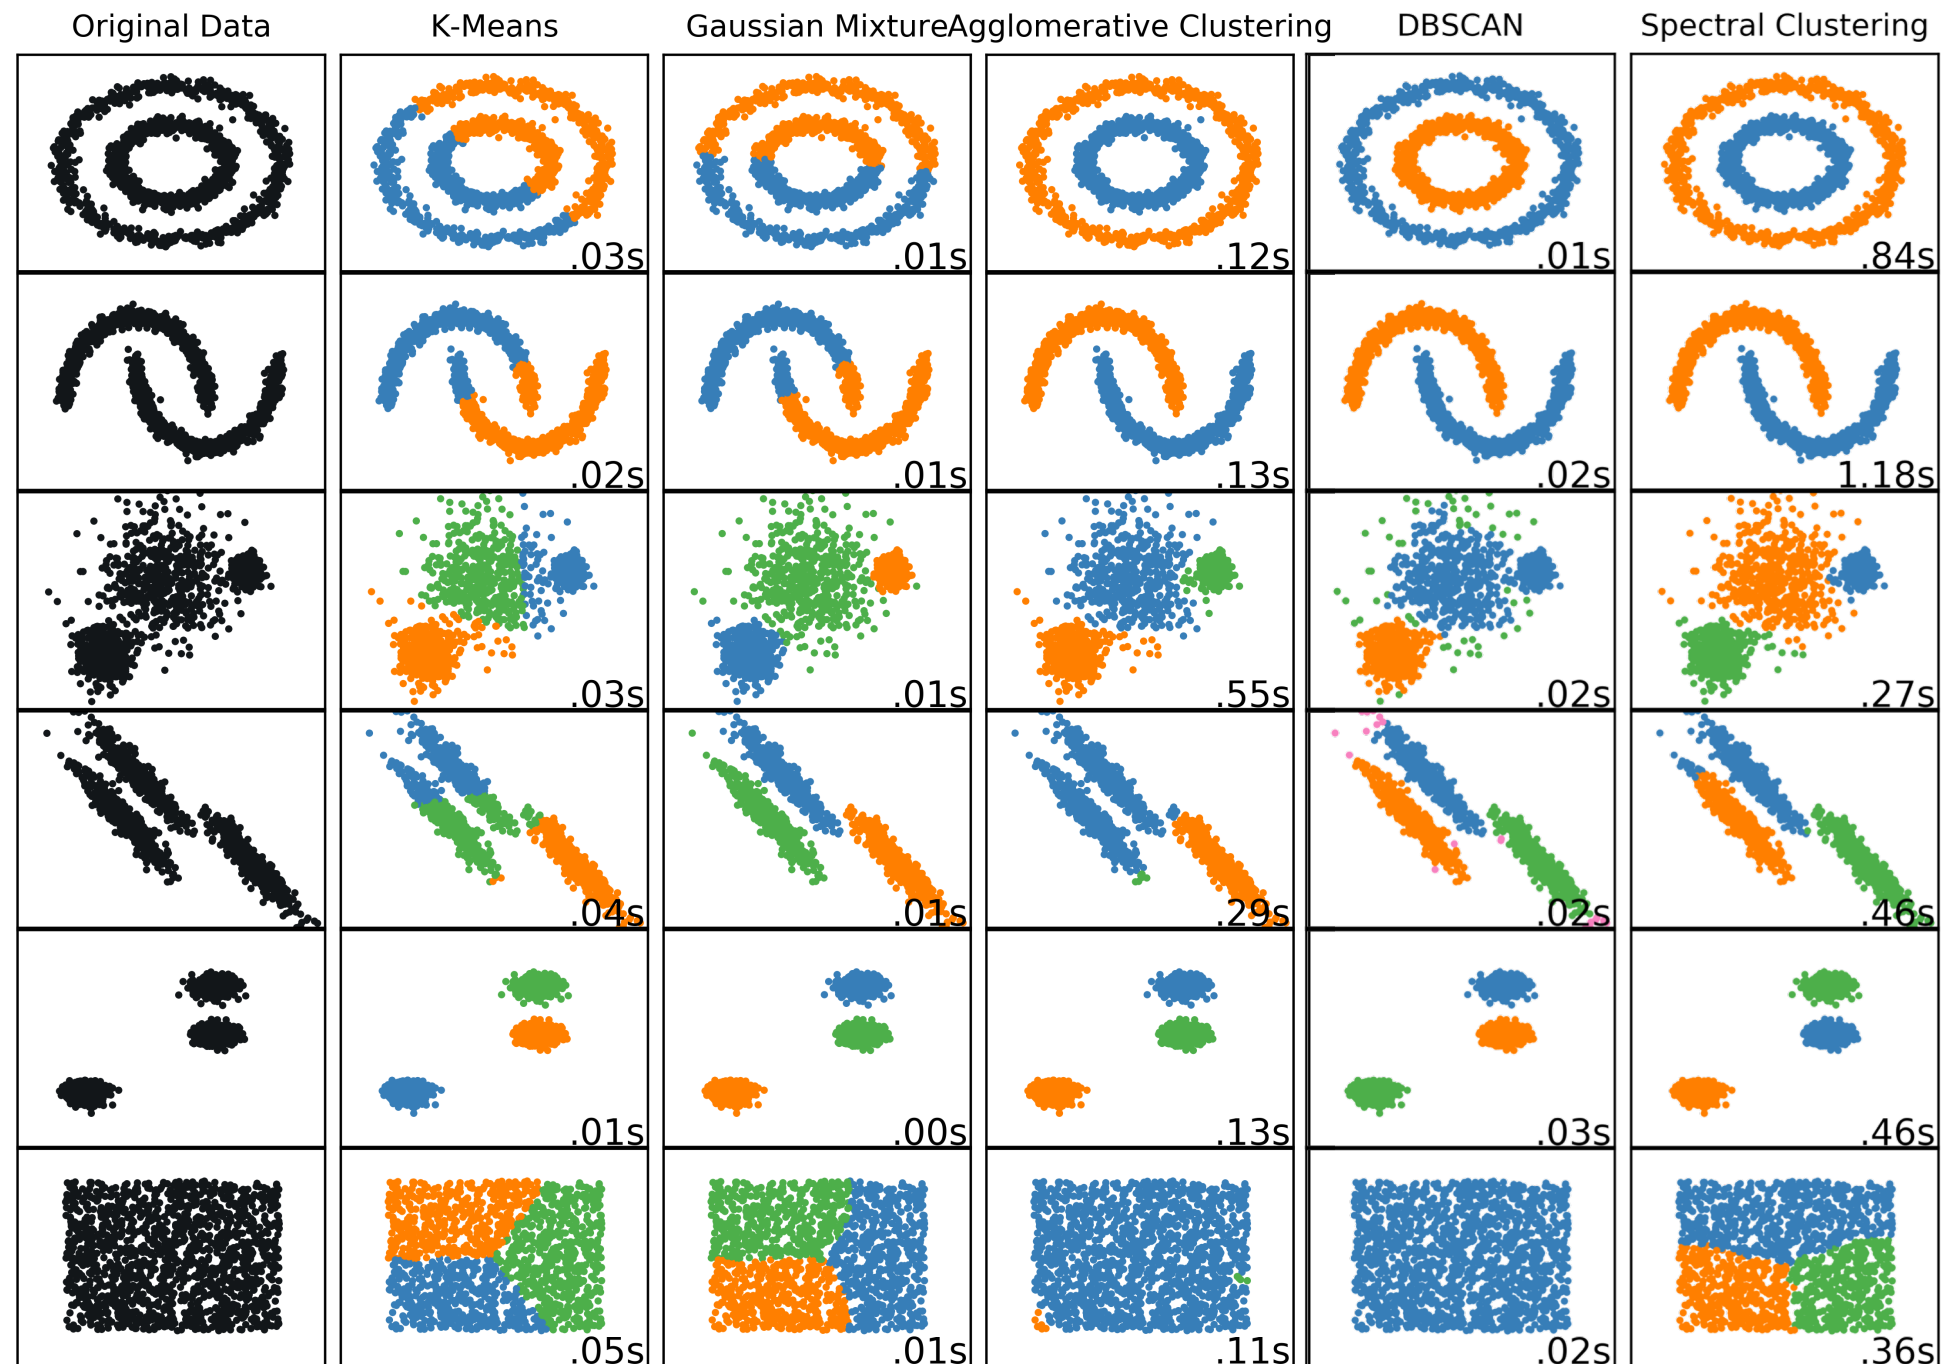 Original Data K-Means Gaussian Mixture Agglomerative Clustering DBSCAN Spectral Clustering
.03s .01s .12s .01s .84s
.02s .01s .13s .02s 1.18s
.03s .01s .55s .02s .27s
.04s .01s .29s .02s .46s
.01s .00s .13s .03s .46s
.05s .01s .11s .02s .36s